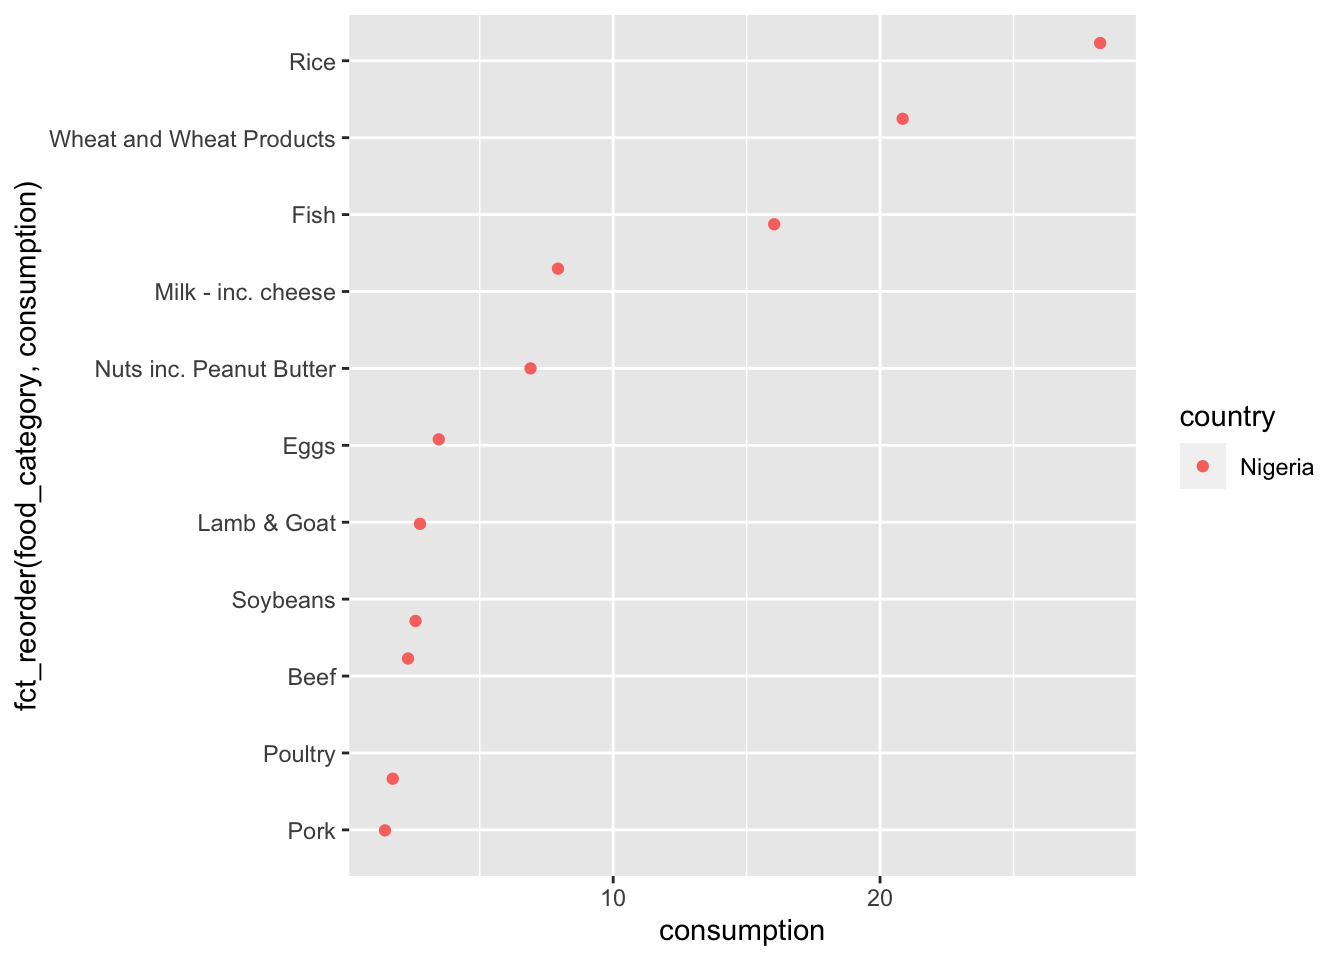 fct_reorder(food_category, consumption)
Rice
Wheat and Wheat Products
Fish
Milk - inc. cheese
Nuts inc. Peanut Butter
Eggs
Lamb & Goat
Soybeans
Beef
Poultry
Pork
10
20
consumption
country
Nigeria